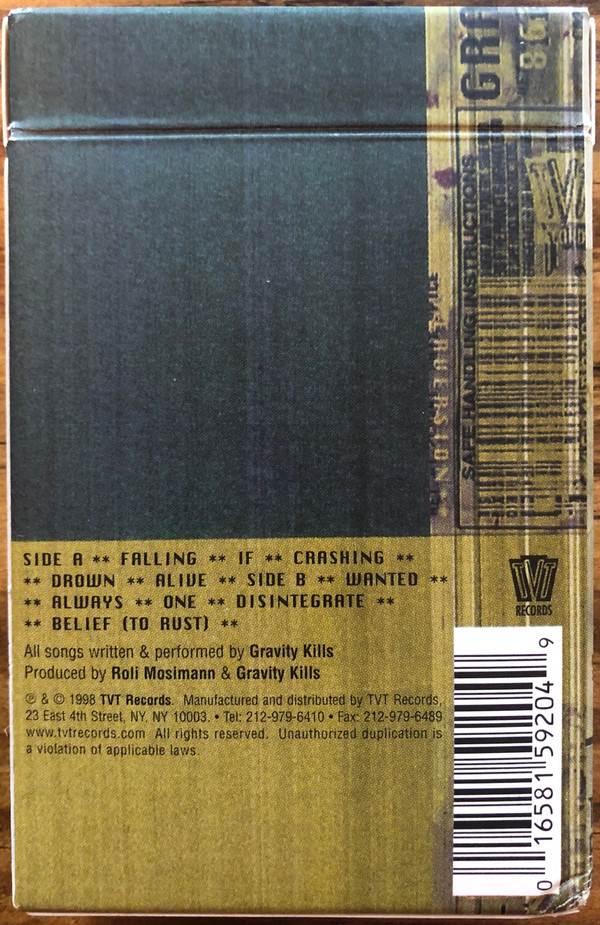 GRA
SAFE HANDLING INSTRUCTIONS
SIDE A ** FALLING ** IF ** CRASHING **
** DROWN ** ALIVE ** SIDE B ** WANTED **
** ALWAYS ** ONE ** DISINTEGRATE **
** BELIEF (TO RUST) **
TVT
RECORDS
All songs written & performed by Gravity Kills
Produced by Roli Mosimann & Gravity Kills
℗ & © 1998 TVT Records. Manufactured and distributed by TVT Records,
23 East 4th Street, NY, NY 10003. • Tel: 212-979-6410 • Fax: 212-979-6489
www.tvtrecords.com All rights reserved. Unauthorized duplication is
a violation of applicable laws.
0 16581 59204 9